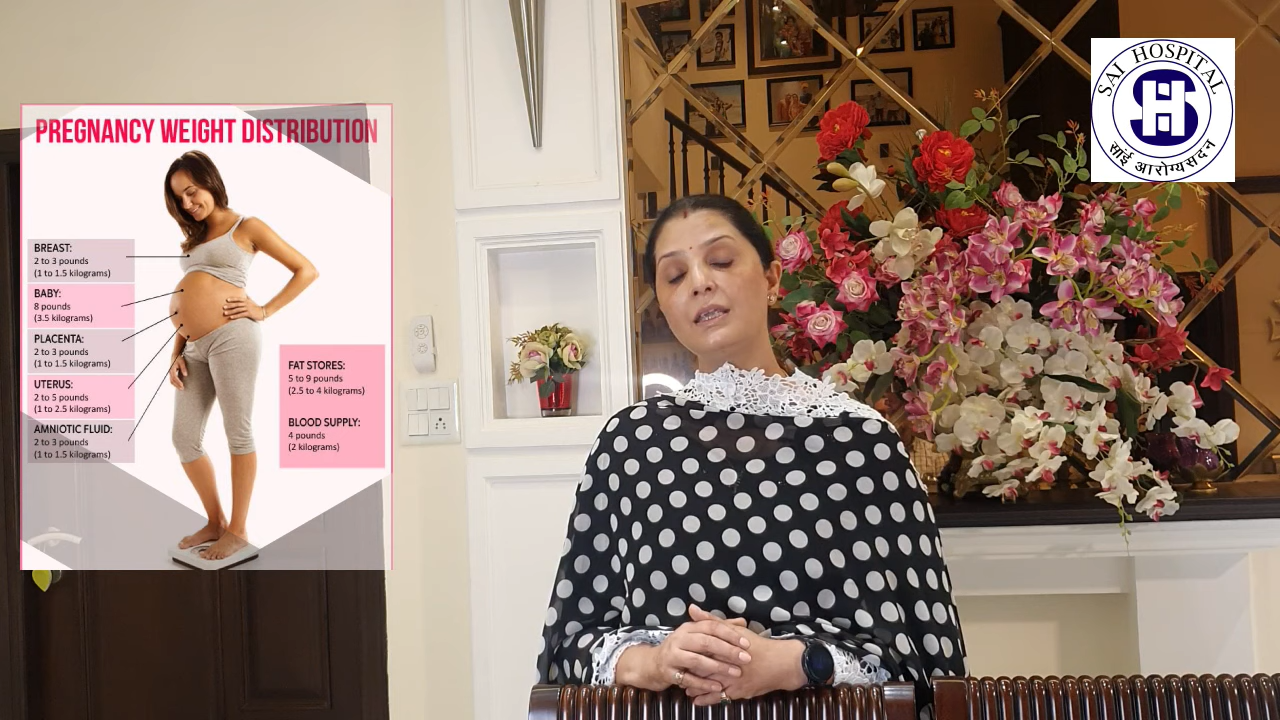 PREGNANCY WEIGHT DISTRIBUTION
BREAST:
2 to 3 pounds
(1 to 1.5 kilograms)
BABY:
8 pounds
(3.5 kilograms)
PLACENTA:
2 to 3 pounds
(1 to 1.5 kilograms)
UTERUS:
2 to 5 pounds
(1 to 2.5 kilograms)
AMNIOTIC FLUID:
2 to 3 pounds
(1 to 1.5 kilograms)
FAT STORES:
5 to 9 pounds
(2.5 to 4 kilograms)
BLOOD SUPPLY:
4 pounds
(2 kilograms)
SAI HOSPITAL
SH
सांई आरोग्यसदन